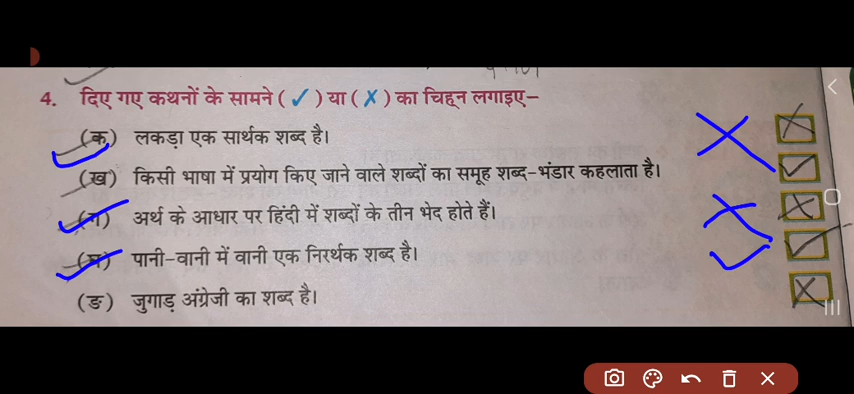 4. दिए गए कथनों के सामने ( ✓ ) या ( ✗ ) का चिह्न लगाइए–
(क) लकड़ा एक सार्थक शब्द है।
(ख) किसी भाषा में प्रयोग किए जाने वाले शब्दों का समूह शब्द-भंडार कहलाता है।
(ग) अर्थ के आधार पर हिंदी में शब्दों के तीन भेद होते हैं।
(घ) पानी-वानी में वानी एक निरर्थक शब्द है।
(ङ) जुगाड़ अंग्रेजी का शब्द है।